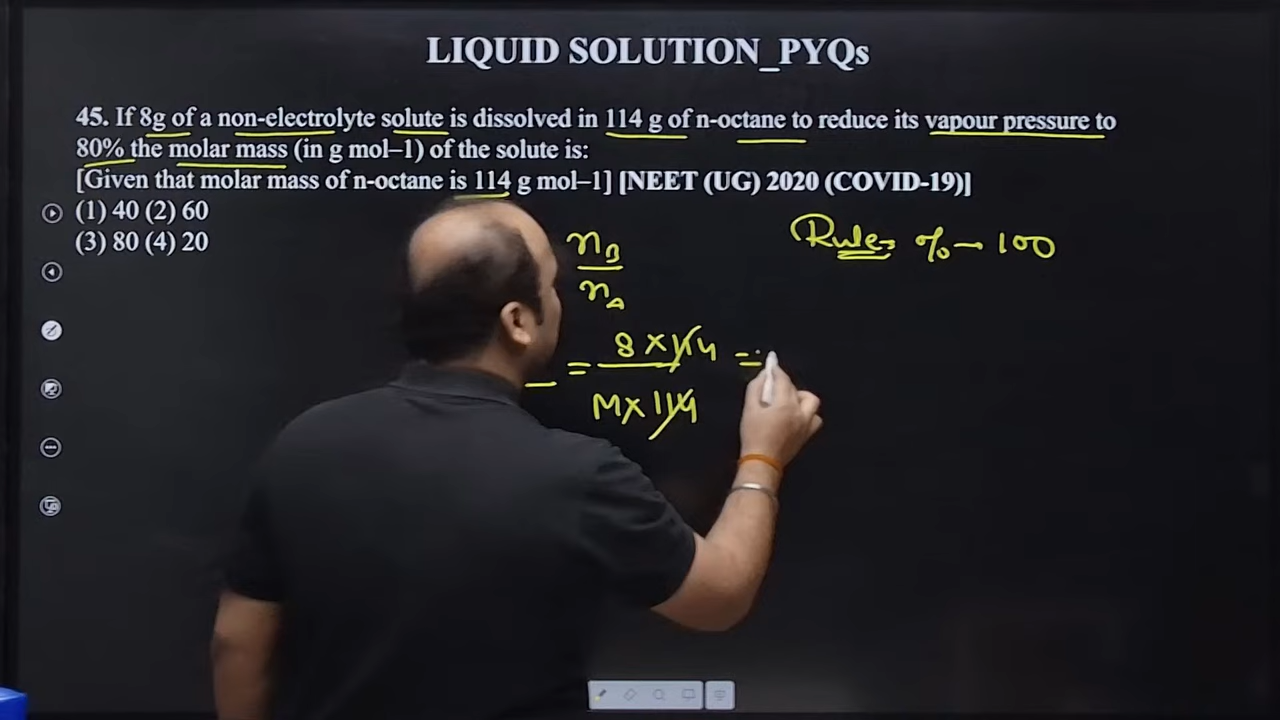 LIQUID SOLUTION_PYQs
45. If 8g of a non-electrolyte solute is dissolved in 114 g of n-octane to reduce its vapour pressure to
80% the molar mass (in g mol–1) of the solute is:
[Given that molar mass of n-octane is 114 g mol–1] [NEET (UG) 2020 (COVID-19)]
(1) 40 (2) 60
(3) 80 (4) 20
Rules % → 100
n_B
n_A
= 8 × 114 =
M × 114